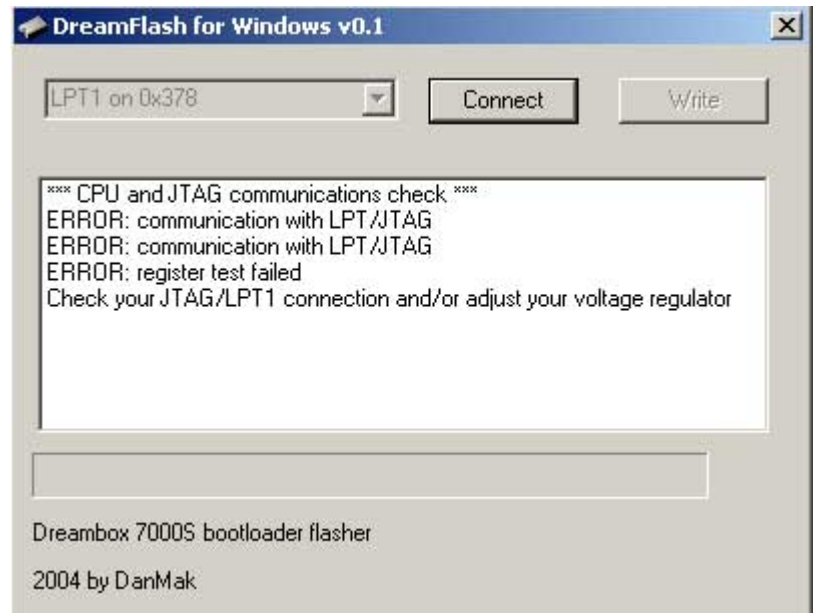 DreamFlash for Windows v0.1
LPT1 on 0x378
Connect
Write
*** CPU and JTAG communications check ***
ERROR: communication with LPT/JTAG
ERROR: communication with LPT/JTAG
ERROR: register test failed
Check your JTAG/LPT1 connection and/or adjust your voltage regulator
Dreambox 7000S bootloader flasher
2004 by DanMak